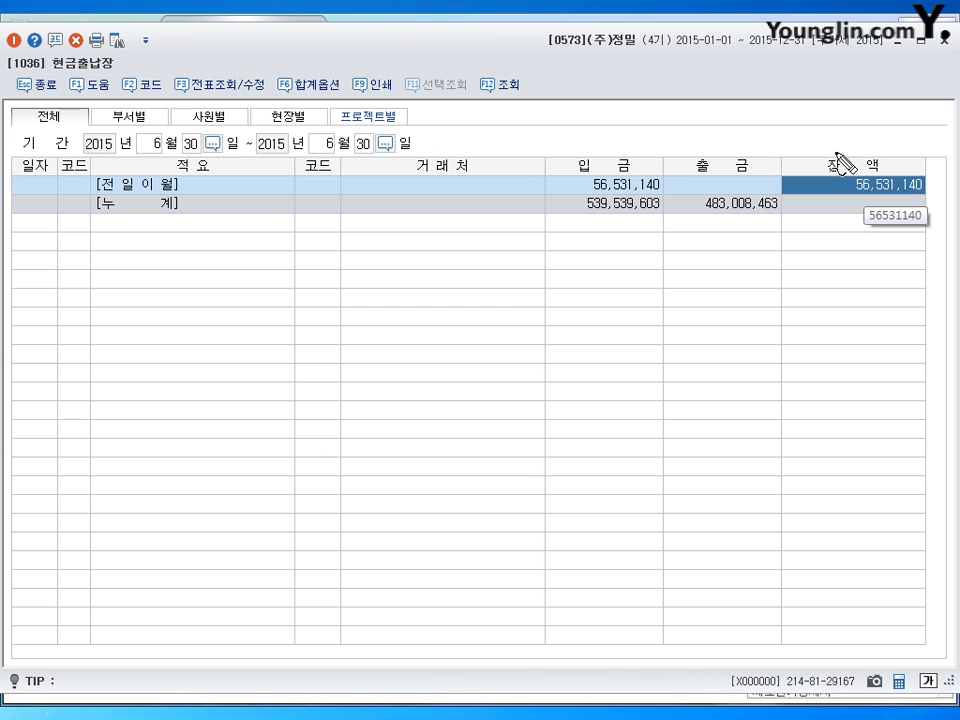 Younglin.com Y.
[0573](주)정밀 (4기) 2015-01-01 ~ 2015-12-31 2015]
[1036] 현금출납장
Esc 종료 F1 도움 F2 코드 F3 전표조회/수정 F6 합계옵션 F9 인쇄 F11 선택조회 F12 조회
전체 부서별 사원별 현장별 프로젝트별
기 간 2015 년 6 월 30 ... 일 ~ 2015 년 6 월 30 ... 일
일자 코드 적 요 코드 거 래 처 입 금 출 금 잔 액
[전 일 이 월] 56,531,140 56,531,140
[누 계] 539,539,603 483,008,463
56531140
TIP : [X000000] 214-81-29167 가